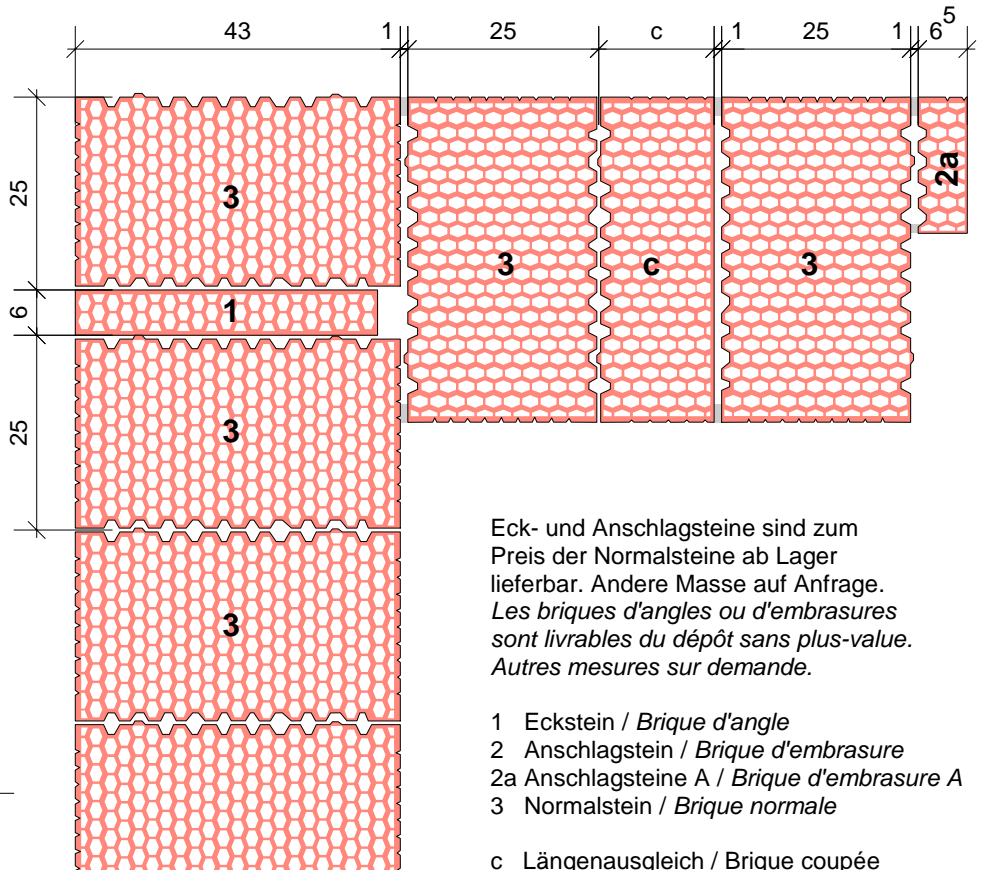 43 1 25 c 1 25 1 6⁵
25
3
2a
3 c 3
6
1
25
3
3
Eck- und Anschlagsteine sind zum
Preis der Normalsteine ab Lager
lieferbar. Andere Masse auf Anfrage.
Les briques d'angles ou d'embrasures
sont livrables du dépôt sans plus-value.
Autres mesures sur demande.
1 Eckstein / Brique d'angle
2 Anschlagstein / Brique d'embrasure
2a Anschlagsteine A / Brique d'embrasure A
3 Normalstein / Brique normale
c Längenausgleich / Brique coupée